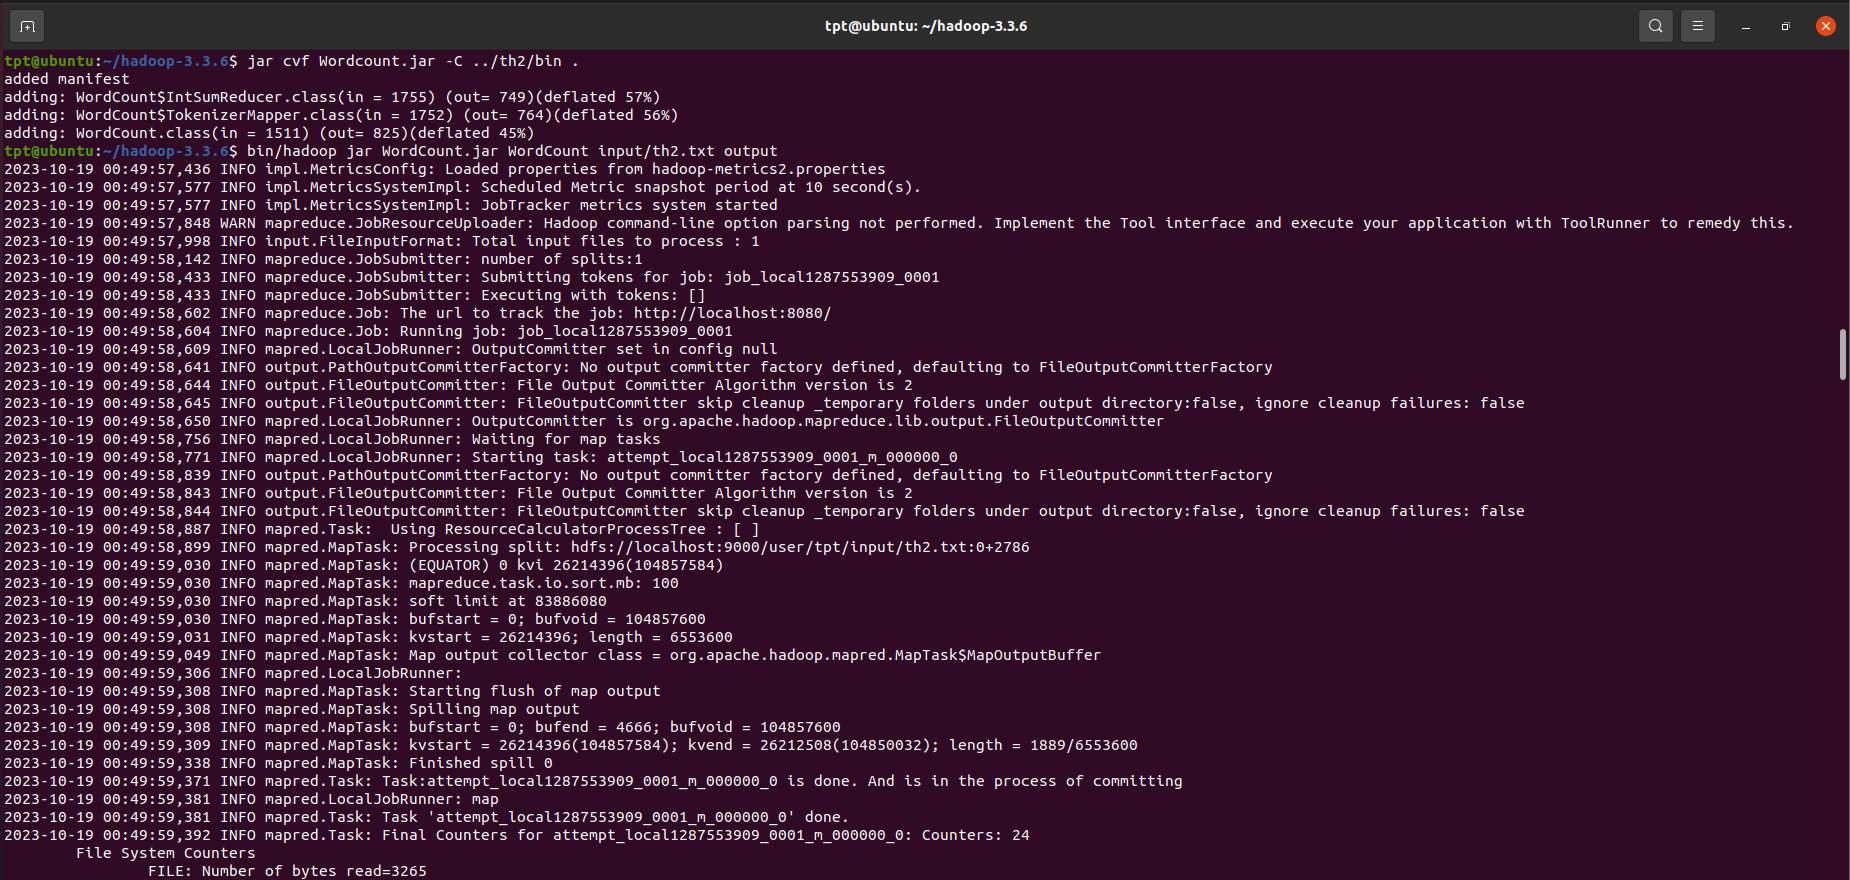 tpt@ubuntu: ~/hadoop-3.3.6
tpt@ubuntu:~/hadoop-3.3.6$ jar cvf Wordcount.jar -C ../th2/bin .
added manifest
adding: WordCount$IntSumReducer.class(in = 1755) (out= 749)(deflated 57%)
adding: WordCount$TokenizerMapper.class(in = 1752) (out= 764)(deflated 56%)
adding: WordCount.class(in = 1511) (out= 825)(deflated 45%)
tpt@ubuntu:~/hadoop-3.3.6$ bin/hadoop jar WordCount.jar WordCount input/th2.txt output
2023-10-19 00:49:57,436 INFO impl.MetricsConfig: Loaded properties from hadoop-metrics2.properties
2023-10-19 00:49:57,577 INFO impl.MetricsSystemImpl: Scheduled Metric snapshot period at 10 second(s).
2023-10-19 00:49:57,577 INFO impl.MetricsSystemImpl: JobTracker metrics system started
2023-10-19 00:49:57,848 WARN mapreduce.JobResourceUploader: Hadoop command-line option parsing not performed. Implement the Tool interface and execute your application with ToolRunner to remedy this.
2023-10-19 00:49:57,998 INFO input.FileInputFormat: Total input files to process : 1
2023-10-19 00:49:58,142 INFO mapreduce.JobSubmitter: number of splits:1
2023-10-19 00:49:58,433 INFO mapreduce.JobSubmitter: Submitting tokens for job: job_local1287553909_0001
2023-10-19 00:49:58,433 INFO mapreduce.JobSubmitter: Executing with tokens: []
2023-10-19 00:49:58,602 INFO mapreduce.Job: The url to track the job: http://localhost:8080/
2023-10-19 00:49:58,604 INFO mapreduce.Job: Running job: job_local1287553909_0001
2023-10-19 00:49:58,609 INFO mapred.LocalJobRunner: OutputCommitter set in config null
2023-10-19 00:49:58,641 INFO output.PathOutputCommitterFactory: No output committer factory defined, defaulting to FileOutputCommitterFactory
2023-10-19 00:49:58,644 INFO output.FileOutputCommitter: File Output Committer Algorithm version is 2
2023-10-19 00:49:58,645 INFO output.FileOutputCommitter: FileOutputCommitter skip cleanup _temporary folders under output directory:false, ignore cleanup failures: false
2023-10-19 00:49:58,650 INFO mapred.LocalJobRunner: OutputCommitter is org.apache.hadoop.mapreduce.lib.output.FileOutputCommitter
2023-10-19 00:49:58,756 INFO mapred.LocalJobRunner: Waiting for map tasks
2023-10-19 00:49:58,771 INFO mapred.LocalJobRunner: Starting task: attempt_local1287553909_0001_m_000000_0
2023-10-19 00:49:58,839 INFO output.PathOutputCommitterFactory: No output committer factory defined, defaulting to FileOutputCommitterFactory
2023-10-19 00:49:58,843 INFO output.FileOutputCommitter: File Output Committer Algorithm version is 2
2023-10-19 00:49:58,844 INFO output.FileOutputCommitter: FileOutputCommitter skip cleanup _temporary folders under output directory:false, ignore cleanup failures: false
2023-10-19 00:49:58,887 INFO mapred.Task:  Using ResourceCalculatorProcessTree : [ ]
2023-10-19 00:49:58,899 INFO mapred.MapTask: Processing split: hdfs://localhost:9000/user/tpt/input/th2.txt:0+2786
2023-10-19 00:49:59,030 INFO mapred.MapTask: (EQUATOR) 0 kvi 26214396(104857584)
2023-10-19 00:49:59,030 INFO mapred.MapTask: mapreduce.task.io.sort.mb: 100
2023-10-19 00:49:59,030 INFO mapred.MapTask: soft limit at 83886080
2023-10-19 00:49:59,030 INFO mapred.MapTask: bufstart = 0; bufvoid = 104857600
2023-10-19 00:49:59,031 INFO mapred.MapTask: kvstart = 26214396; length = 6553600
2023-10-19 00:49:59,049 INFO mapred.MapTask: Map output collector class = org.apache.hadoop.mapred.MapTask$MapOutputBuffer
2023-10-19 00:49:59,306 INFO mapred.LocalJobRunner:
2023-10-19 00:49:59,308 INFO mapred.MapTask: Starting flush of map output
2023-10-19 00:49:59,308 INFO mapred.MapTask: Spilling map output
2023-10-19 00:49:59,308 INFO mapred.MapTask: bufstart = 0; bufend = 4666; bufvoid = 104857600
2023-10-19 00:49:59,309 INFO mapred.MapTask: kvstart = 26214396(104857584); kvend = 26212508(104850032); length = 1889/6553600
2023-10-19 00:49:59,338 INFO mapred.MapTask: Finished spill 0
2023-10-19 00:49:59,371 INFO mapred.Task: Task:attempt_local1287553909_0001_m_000000_0 is done. And is in the process of committing
2023-10-19 00:49:59,381 INFO mapred.LocalJobRunner: map
2023-10-19 00:49:59,381 INFO mapred.Task: Task 'attempt_local1287553909_0001_m_000000_0' done.
2023-10-19 00:49:59,392 INFO mapred.Task: Final Counters for attempt_local1287553909_0001_m_000000_0: Counters: 24
File System Counters
FILE: Number of bytes read=3265